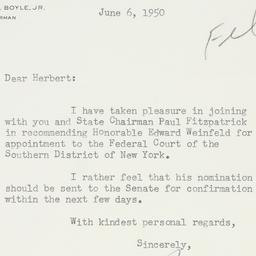 . BOYLE, JR.
RMAN
June 6, 1950
Dear Herbert:
I have taken pleasure in joining
with you and State Chairman Paul Fitzpatrick
in recommending Honorable Edward Weinfeld for
appointment to the Federal Court of the
Southern District of New York.
I rather feel that his nomination
should be sent to the Senate for confirmation
within the next few days.
With kindest personal regards,
Sincerely,